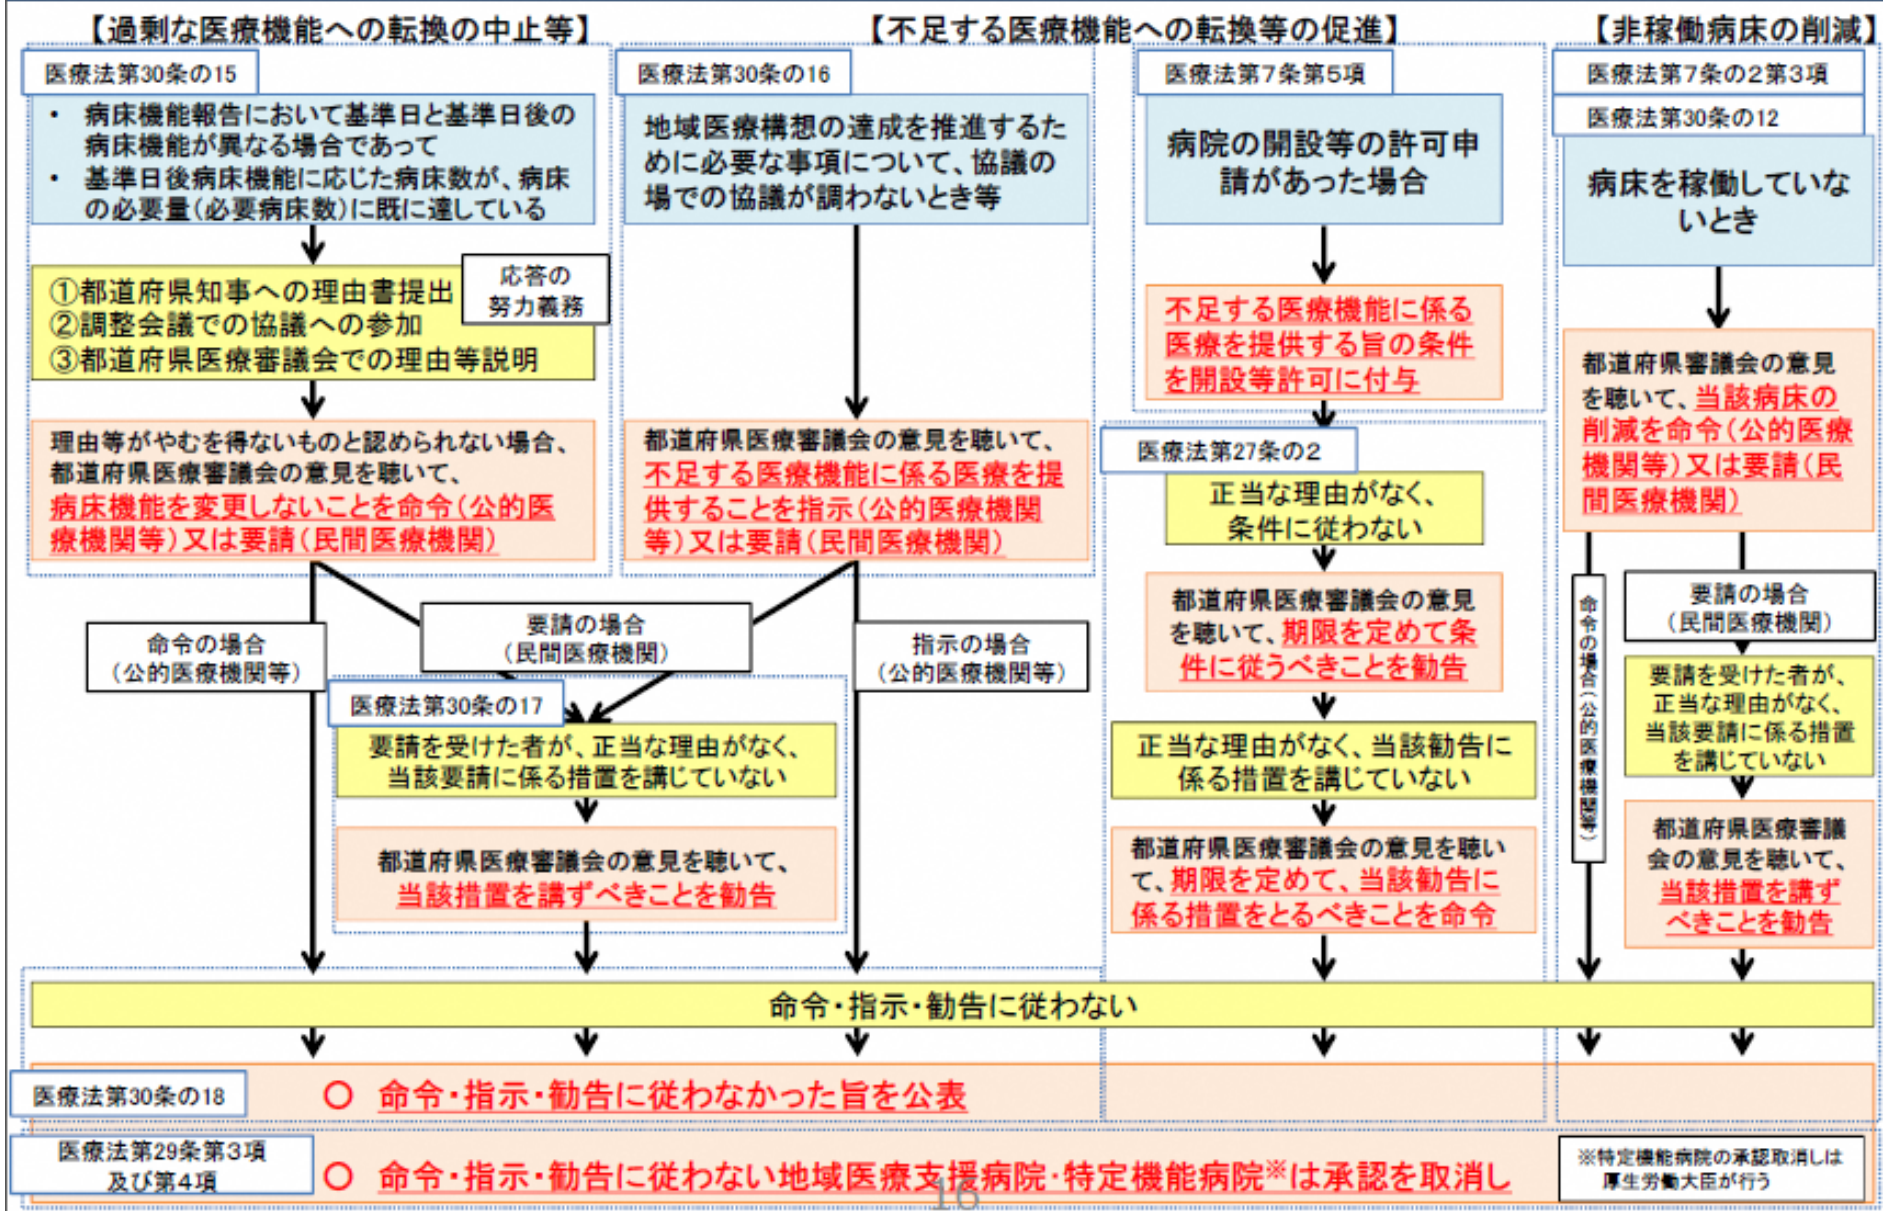 【過剰な医療機能への転換の中止等】
医療法第30条の15
・ 病床機能報告において基準日と基準日後の
病床機能が異なる場合であって
・ 基準日後病床機能に応じた病床数が、病床
の必要量(必要病床数)に既に達している
①都道府県知事への理由書提出
②調整会議での協議への参加
③都道府県医療審議会での理由等説明
応答の
努力義務
理由等がやむを得ないものと認められない場合、
都道府県医療審議会の意見を聴いて、
病床機能を変更しないことを命令(公的医
療機関等)又は要請(民間医療機関)
【不足する医療機能への転換等の促進】
医療法第30条の16
地域医療構想の達成を推進するた
めに必要な事項について、協議の
場での協議が調わないとき等
都道府県医療審議会の意見を聴いて、
不足する医療機能に係る医療を提
供することを指示(公的医療機関
等)又は要請(民間医療機関)
命令の場合
(公的医療機関等)
要請の場合
(民間医療機関)
指示の場合
(公的医療機関等)
医療法第30条の17
要請を受けた者が、正当な理由がなく、
当該要請に係る措置を講じていない
都道府県医療審議会の意見を聴いて、
当該措置を講ずべきことを勧告
医療法第7条第5項
病院の開設等の許可申
請があった場合
不足する医療機能に係る
医療を提供する旨の条件
を開設等許可に付与
医療法第27条の2
正当な理由がなく、
条件に従わない
都道府県医療審議会の意見
を聴いて、期限を定めて条
件に従うべきことを勧告
正当な理由がなく、当該勧告に
係る措置を講じていない
都道府県医療審議会の意見を聴い
て、期限を定めて、当該勧告に
係る措置をとるべきことを命令
【非稼働病床の削減】
医療法第7条の2第3項
医療法第30条の12
病床を稼働していな
いとき
都道府県審議会の意見
を聴いて、当該病床の
削減を命令(公的医療
機関等)又は要請(民
間医療機関)
命令の場合(公的医療機関等)
要請の場合
(民間医療機関)
要請を受けた者が、
正当な理由がなく、
当該要請に係る措置
を講じていない
都道府県医療審議
会の意見を聴いて、
当該措置を講ず
べきことを勧告
命令・指示・勧告に従わない
医療法第30条の18
○ 命令・指示・勧告に従わなかった旨を公表
医療法第29条第3項
及び第4項
○ 命令・指示・勧告に従わない地域医療支援病院・特定機能病院※は承認を取消し
※特定機能病院の承認取消しは
厚生労働大臣が行う
16